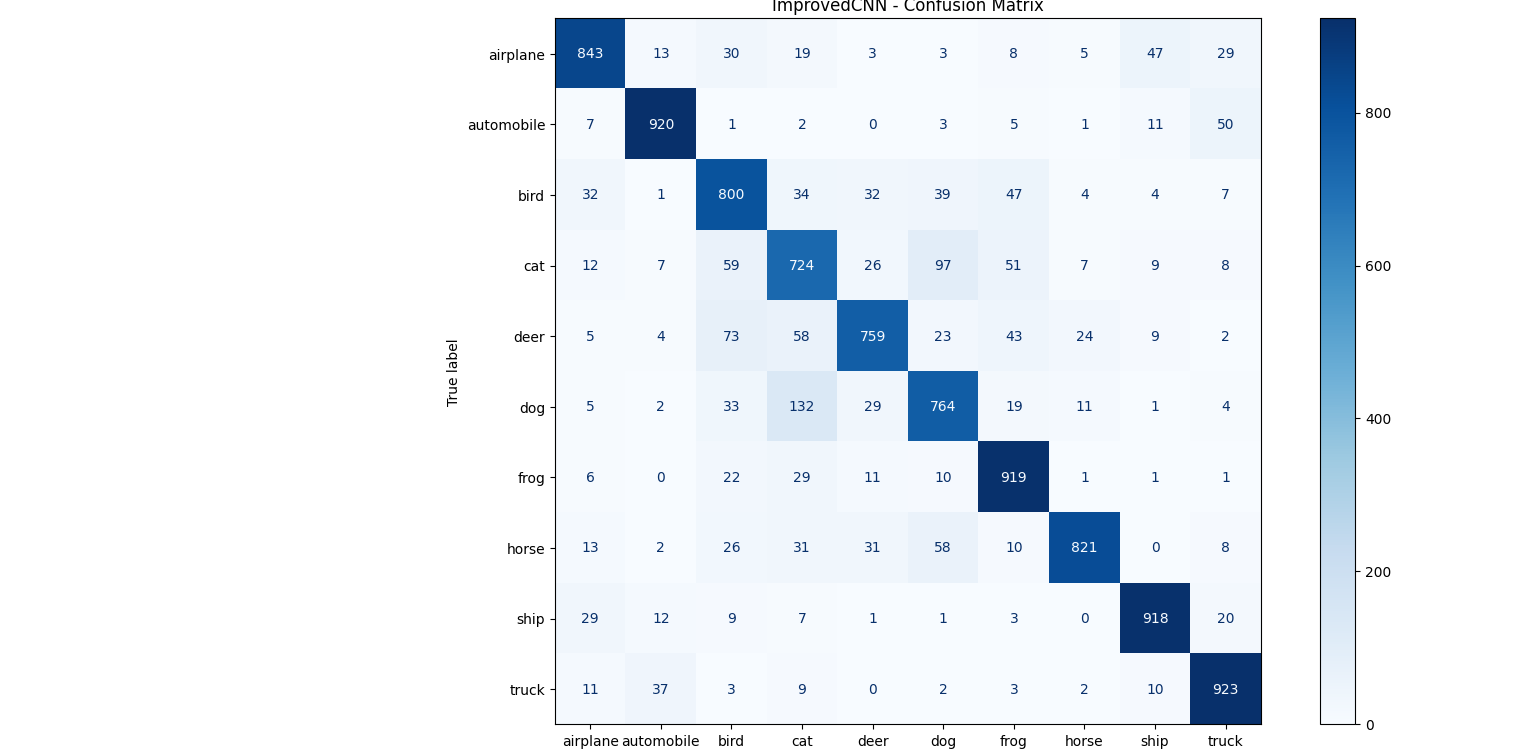 ImprovedCNN - Confusion Matrix
airplane 843 13 30 19 3 3 8 5 47 29
automobile 7 920 1 2 0 3 5 1 11 50
800
bird 32 1 800 34 32 39 47 4 4 7
cat 12 7 59 724 26 97 51 7 9 8
600
deer 5 4 73 58 759 23 43 24 9 2
True label
dog 5 2 33 132 29 764 19 11 1 4
400
frog 6 0 22 29 11 10 919 1 1 1
horse 13 2 26 31 31 58 10 821 0 8
200
ship 29 12 9 7 1 1 3 0 918 20
truck 11 37 3 9 0 2 3 2 10 923
0
airplane automobile bird cat deer dog frog horse ship truck